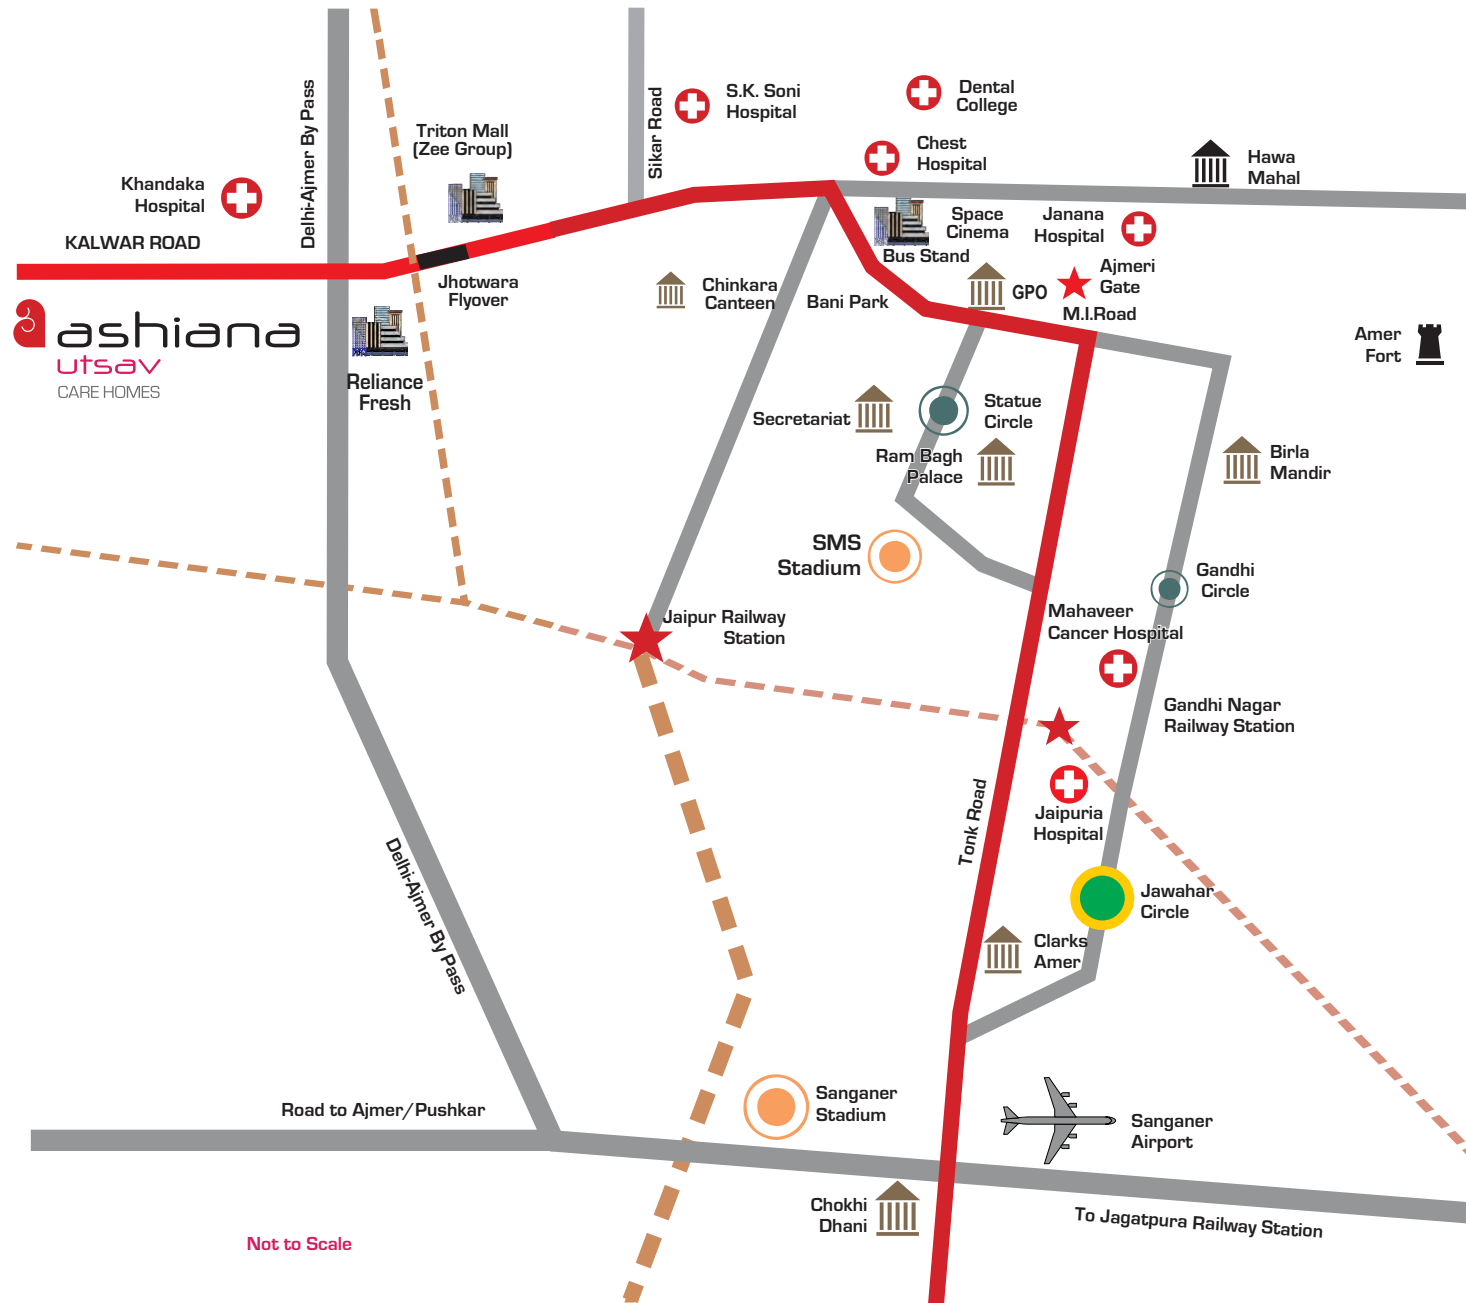 S.K. Soni
Hospital
Dental
College
Delhi-Ajmer By Pass
Sikar Road
Triton Mall
(Zee Group)
Chest
Hospital
Hawa
Mahal
Khandaka
Hospital
KALWAR ROAD
Space
Cinema
Janana
Hospital
Bus Stand
Jhotwara
Flyover
Chinkara
Canteen
Bani Park
GPO
Ajmeri
Gate
M.I.Road
ashiana
utsav
CARE HOMES
Amer
Fort
Reliance
Fresh
Secretariat
Statue
Circle
Ram Bagh
Palace
Birla
Mandir
SMS
Stadium
Gandhi
Circle
Jaipur Railway
Station
Mahaveer
Cancer Hospital
Gandhi Nagar
Railway Station
Tonk Road
Jaipuria
Hospital
Delhi-Ajmer By Pass
Jawahar
Circle
Clarks
Amer
Road to Ajmer/Pushkar
Sanganer
Stadium
Sanganer
Airport
Chokhi
Dhani
To Jagatpura Railway Station
Not to Scale